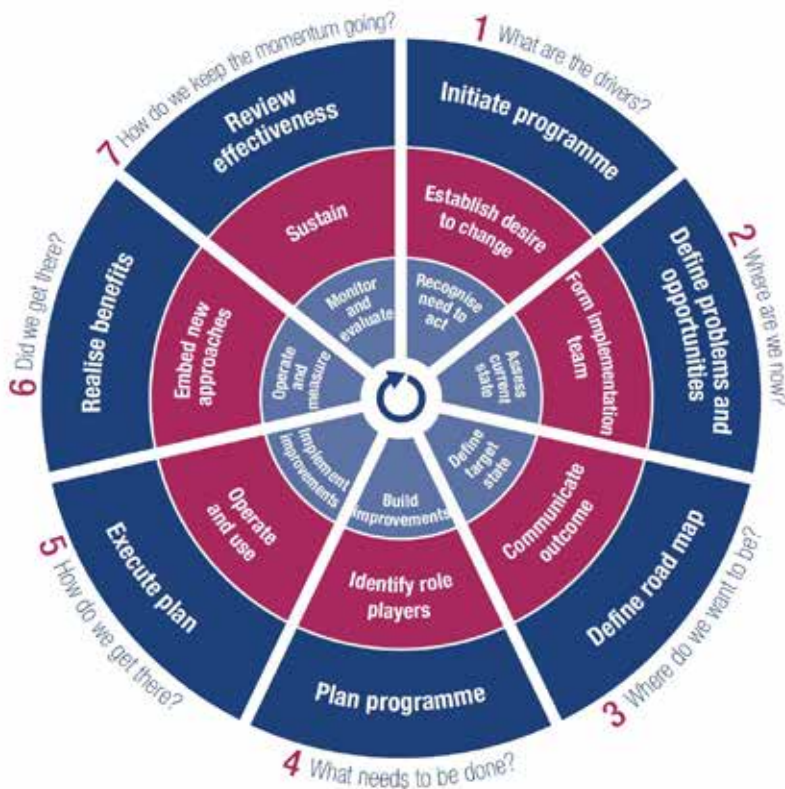 1 What are the drivers?
Initiate programme
Establish desire
to change
Recognise
need to
act
2 Where are we now?
Define problems and
opportunities
Form implementation
team
Assess
current
state
3 Where do we want to be?
Define road map
Communicate
outcome
Define
target
state
4 What needs to be done?
Plan programme
Identify role
players
Build
improvements
5 How do we get there?
Execute plan
Operate
and use
Implement
improvements
6 Did we get there?
Realise benefits
Embed new
approaches
Operate
and
measure
7 How do we keep the momentum going?
Review
effectiveness
Sustain
Monitor
and
evaluate